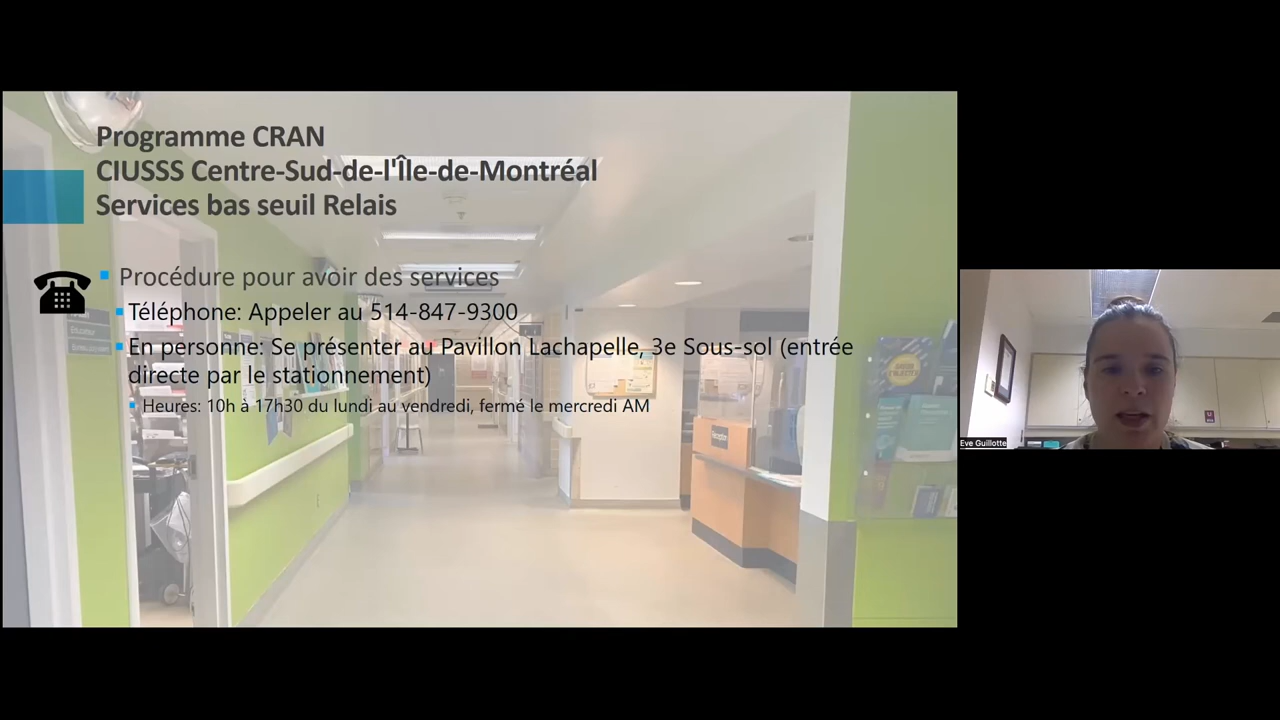 Programme CRAN
CIUSSS Centre-Sud-de-l'Île-de-Montréal
Services bas seuil Relais
Procédure pour avoir des services
Téléphone: Appeler au 514-847-9300
En personne: Se présenter au Pavillon Lachapelle, 3e Sous-sol (entrée
directe par le stationnement)
Heures: 10h à 17h30 du lundi au vendredi, fermé le mercredi AM
Réception
Eve Guillotte